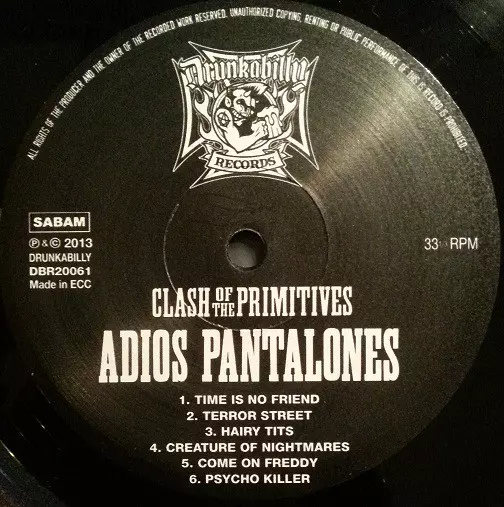 ALL RIGHTS OF THE PRODUCER AND THE OWNER OF THE RECORDED WORK RESERVED. UNAUTHORIZED COPYING, RENTING OR PUBLIC PERFORMANCE OF THIS RECORD IS PROHIBITED.
Drunkabilly
RECORDS
SABAM
℗ & © 2013
DRUNKABILLY
DBR20061
Made in ECC
33 RPM
CLASH OF THE PRIMITIVES
ADIOS PANTALONES
1. TIME IS NO FRIEND
2. TERROR STREET
3. HAIRY TITS
4. CREATURE OF NIGHTMARES
5. COME ON FREDDY
6. PSYCHO KILLER